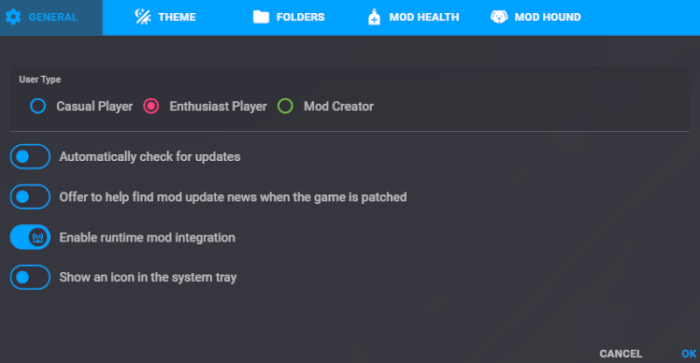 GENERAL THEME FOLDERS MOD HEALTH MOD HOUND
User Type
Casual Player Enthusiast Player Mod Creator
Automatically check for updates
Offer to help find mod update news when the game is patched
Enable runtime mod integration
Show an icon in the system tray
CANCEL OK